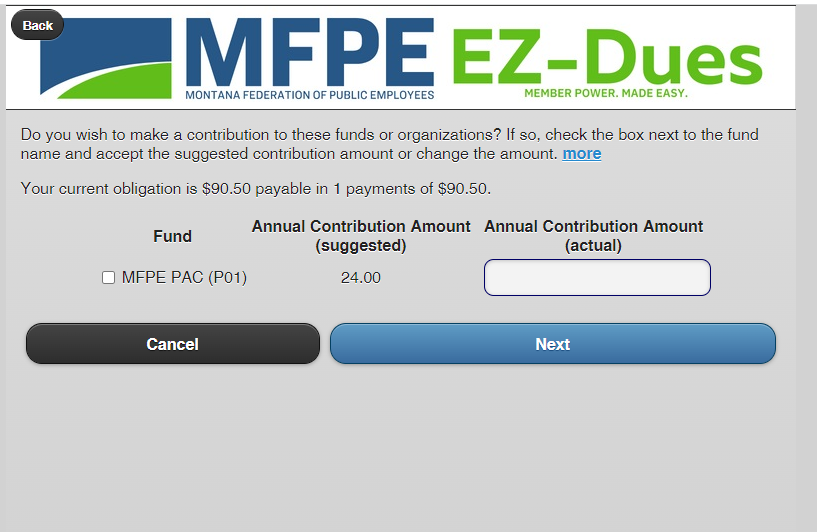 Back
MFPE EZ-Dues
MONTANA FEDERATION OF PUBLIC EMPLOYEES
MEMBER POWER. MADE EASY.
Do you wish to make a contribution to these funds or organizations? If so, check the box next to the fund
name and accept the suggested contribution amount or change the amount. more
Your current obligation is $90.50 payable in 1 payments of $90.50.
Fund
Annual Contribution Amount
(suggested)
Annual Contribution Amount
(actual)
MFPE PAC (P01) 24.00
Cancel Next